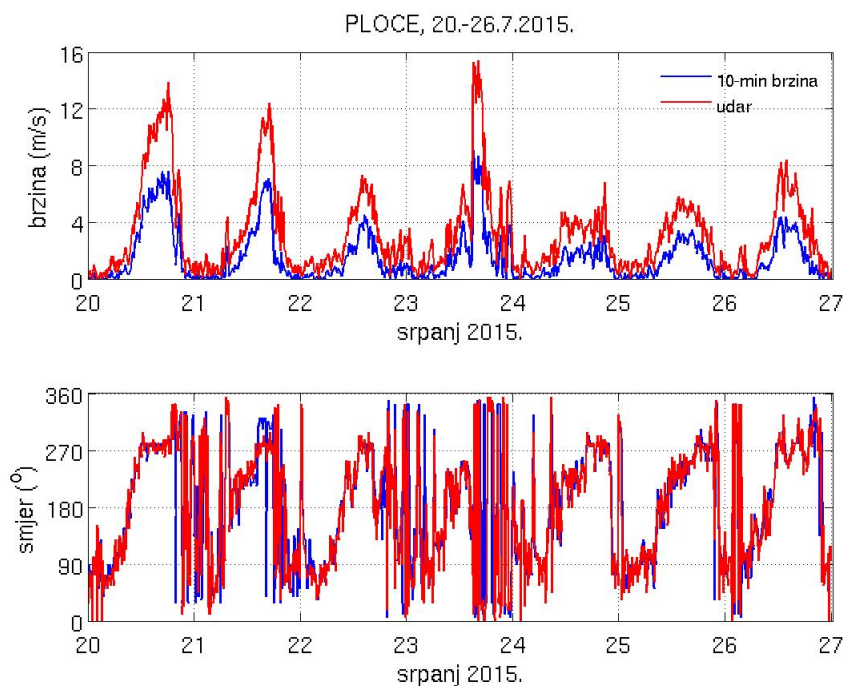 PLOCE, 20.-26.7.2015.
16
12
8
4
0
brzina (m/s)
10-min brzina
udar
20 21 22 23 24 25 26 27
srpanj 2015.
360
270
180
90
0
smjer (°)
20 21 22 23 24 25 26 27
srpanj 2015.